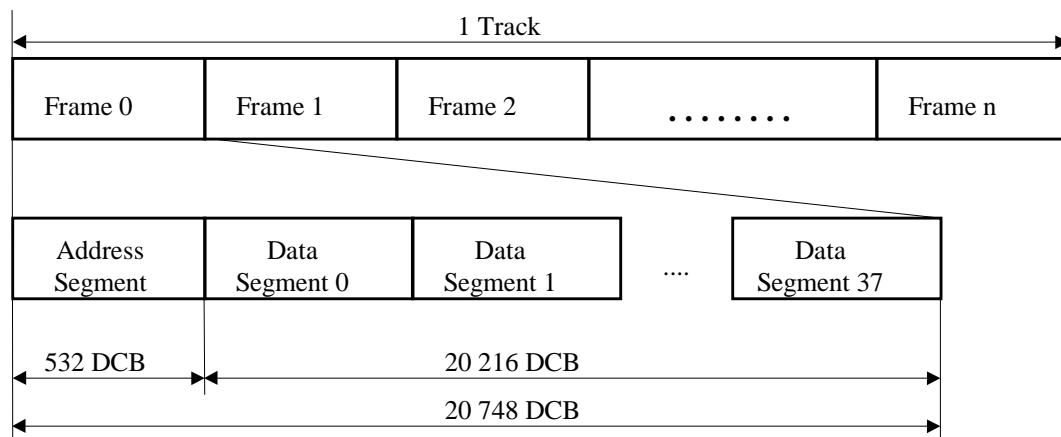 1 Track
Frame 0 Frame 1 Frame 2 ........ Frame n
Address Data Data Data
Segment Segment 0 Segment 1 .... Segment 37
532 DCB 20 216 DCB
20 748 DCB